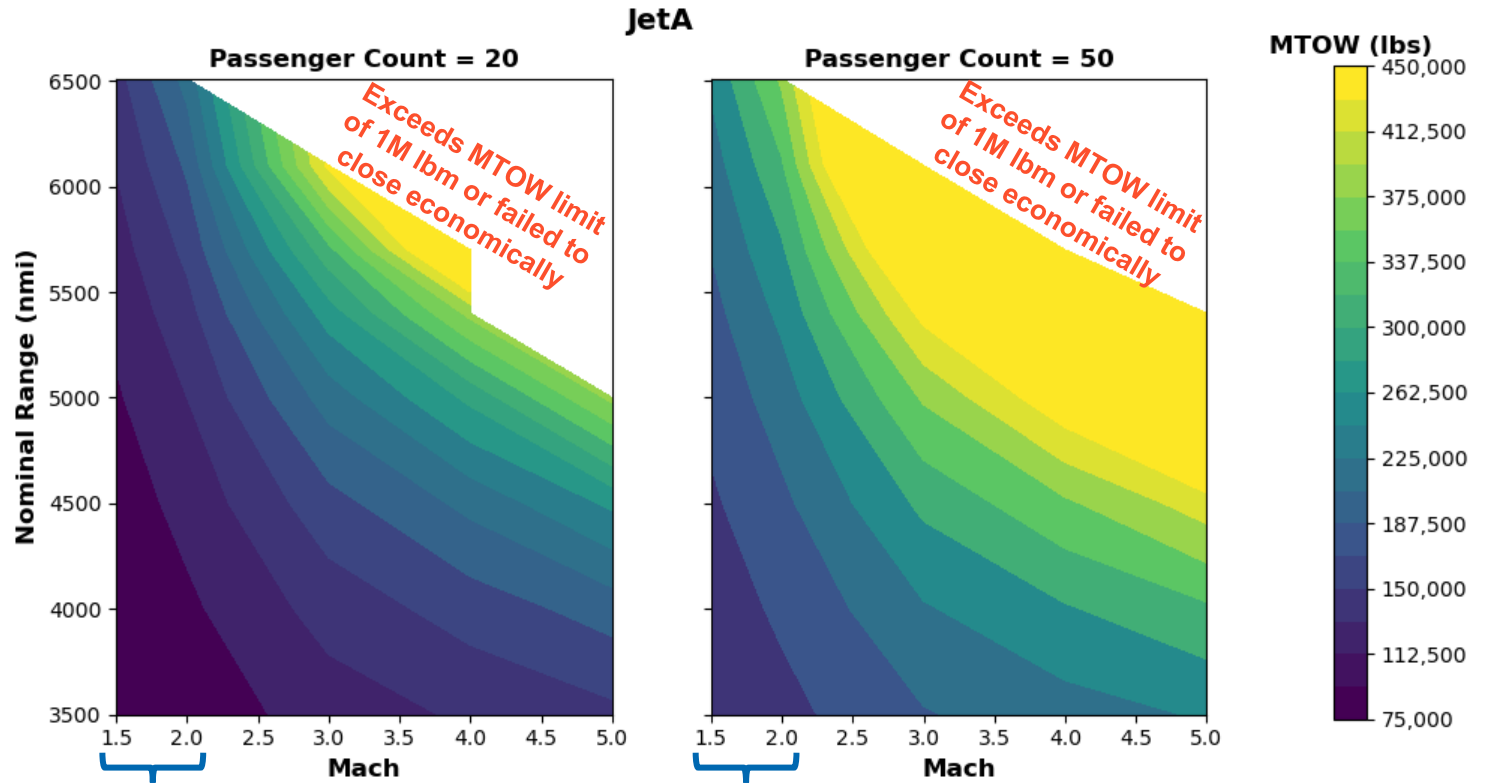 JetA
Passenger Count = 20
Passenger Count = 50
MTOW (lbs)
Nominal Range (nmi)
6500
6000
5500
5000
4500
4000
3500
Exceeds MTOW limit
of 1M lbm or failed to
close economically
1.5 2.0 2.5 3.0 3.5 4.0 4.5 5.0
Mach
Exceeds MTOW limit
of 1M lbm or failed to
close economically
1.5 2.0 2.5 3.0 3.5 4.0 4.5 5.0
Mach
450,000
412,500
375,000
337,500
300,000
262,500
225,000
187,500
150,000
112,500
75,000